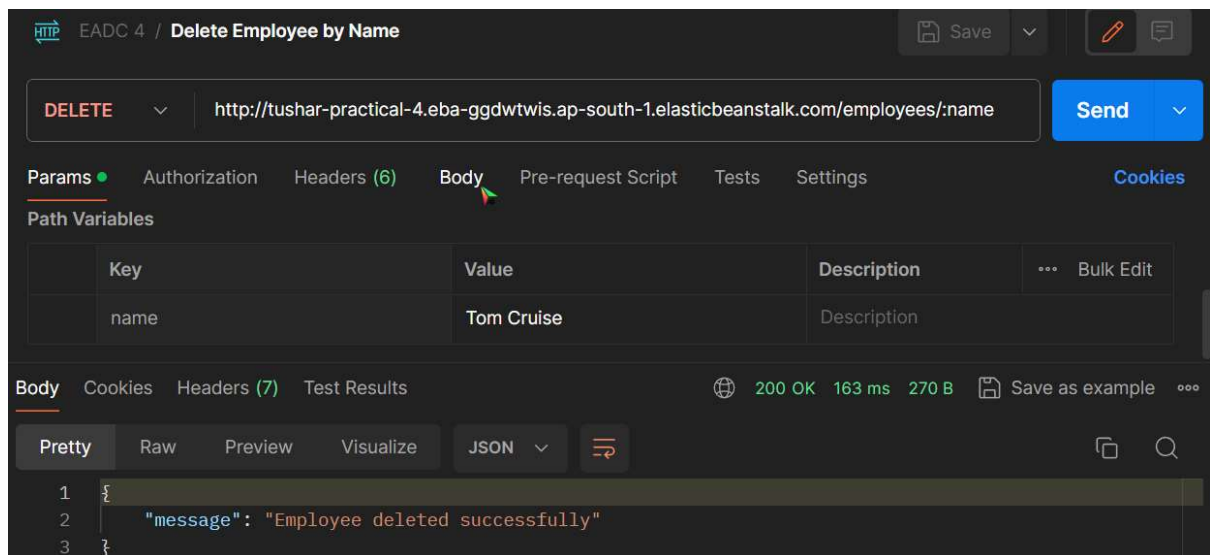 HTTP EADC 4 / Delete Employee by Name Save
DELETE http://tushar-practical-4.eba-ggdwtwis.ap-south-1.elasticbeanstalk.com/employees/:name Send
Params Authorization Headers (6) Body Pre-request Script Tests Settings Cookies
Path Variables
Key Value Description ••• Bulk Edit
name Tom Cruise Description
Body Cookies Headers (7) Test Results 200 OK 163 ms 270 B Save as example •••
Pretty Raw Preview Visualize JSON
1 {
2 "message": "Employee deleted successfully"
3 }